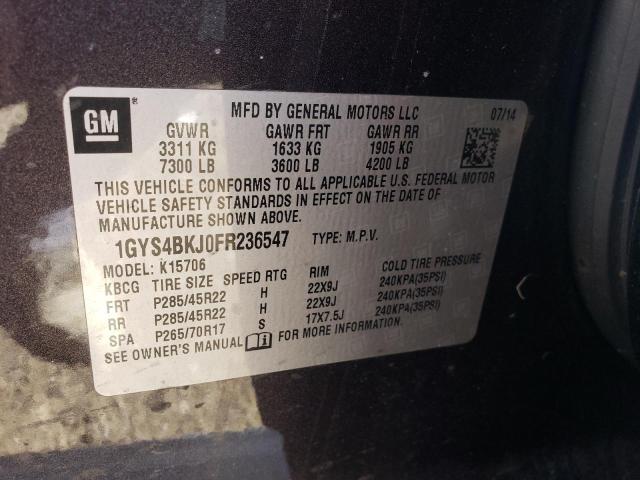 GM ® MFD BY GENERAL MOTORS LLC 07/14
GVWR GAWR FRT GAWR RR
3311 KG 1633 KG 1905 KG
7300 LB 3600 LB 4200 LB
THIS VEHICLE CONFORMS TO ALL APPLICABLE U.S. FEDERAL MOTOR
VEHICLE SAFETY STANDARDS IN EFFECT ON THE DATE OF
MANUFACTURE SHOWN ABOVE.
1GYS4BKJ0FR236547 TYPE: M.P.V.
MODEL: K15706
KBCG TIRE SIZE SPEED RTG RIM COLD TIRE PRESSURE
FRT P285/45R22 H 22X9J 240KPA(35PSI)
RR P285/45R22 H 22X9J 240KPA(35PSI)
SPA P265/70R17 S 17X7.5J 240KPA(35PSI)
SEE OWNER'S MANUAL FOR MORE INFORMATION.